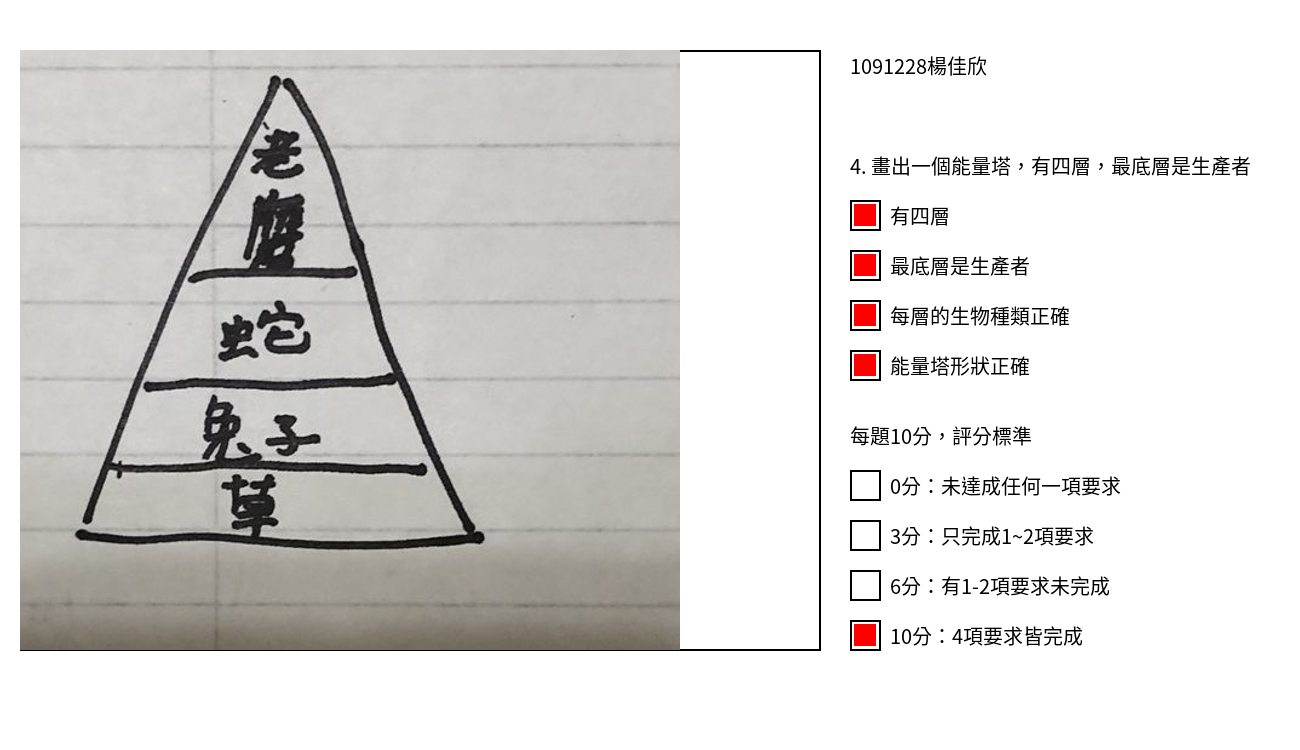 老
鷹
蛇
兔子
草
1091228楊佳欣
4. 畫出一個能量塔，有四層，最底層是生產者
有四層
最底層是生產者
每層的生物種類正確
能量塔形狀正確
每題10分，評分標準
0分：未達成任何一項要求
3分：只完成1~2項要求
6分：有1-2項要求未完成
10分：4項要求皆完成